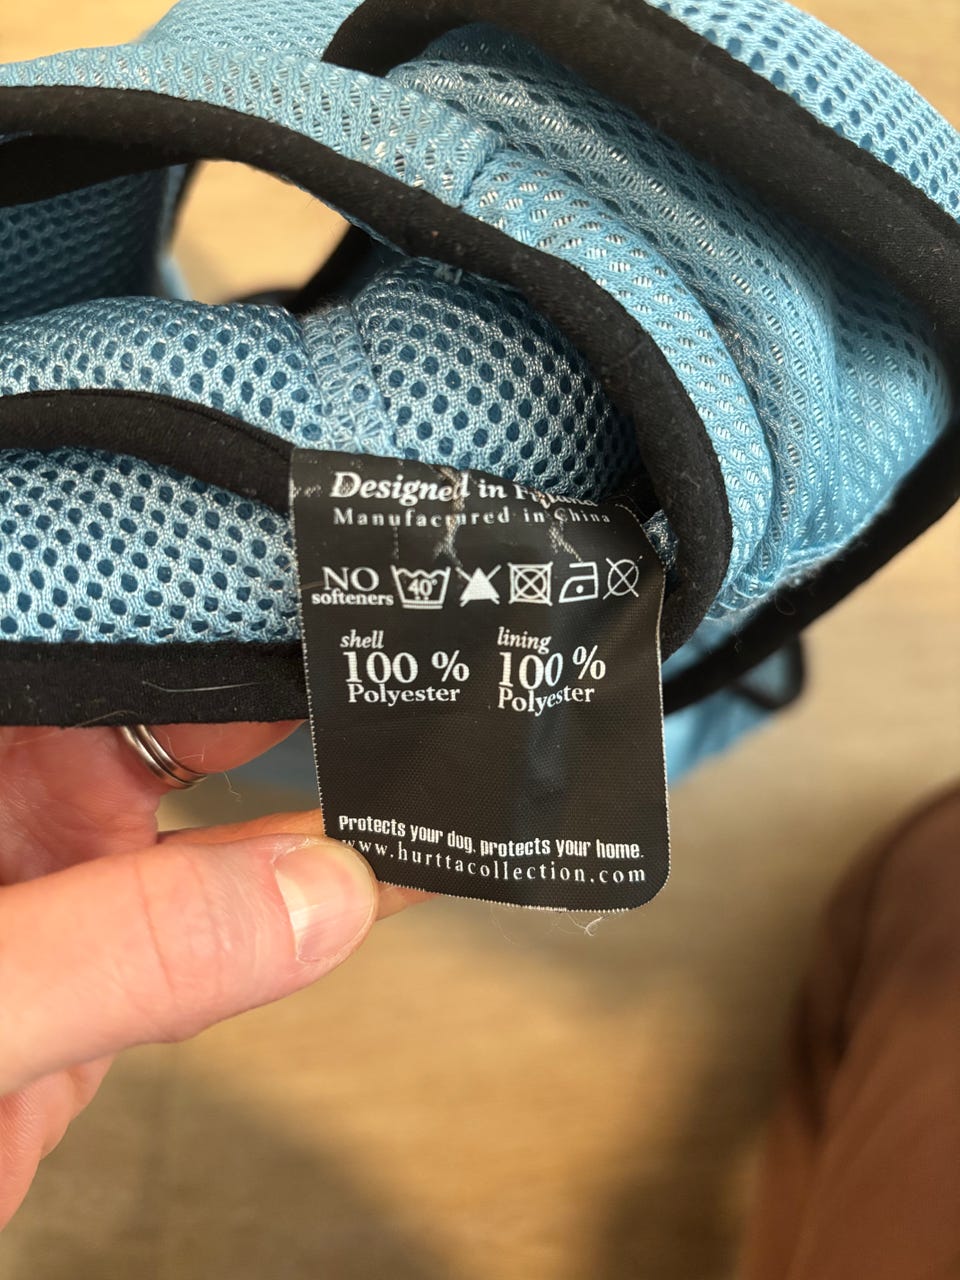 Designed in
Manufactured in China
NO
softeners
40°
shell
100 %
Polyester
lining
100 %
Polyester
Protects your dog, protects your home.
www.hurttacollection.com